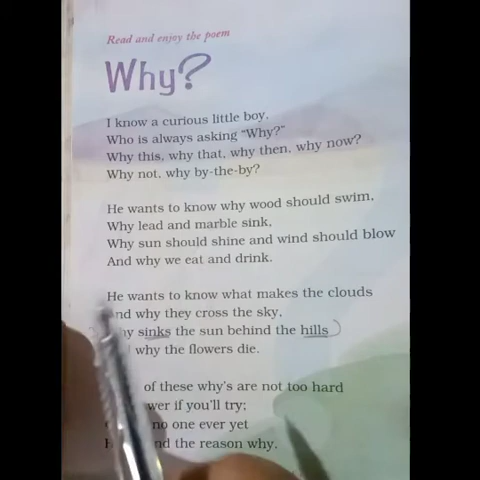 Read and enjoy the poem
Why?
I know a curious little boy,
Who is always asking "Why?"
Why this, why that, why then, why now?
Why not, why by-the-by?
He wants to know why wood should swim,
Why lead and marble sink,
Why sun should shine and wind should blow
And why we eat and drink.
He wants to know what makes the clouds
And why they cross the sky,
sinks the sun behind the hills
why the flowers die.
of these why's are not too hard
if you'll try;
no one ever yet
the reason why.